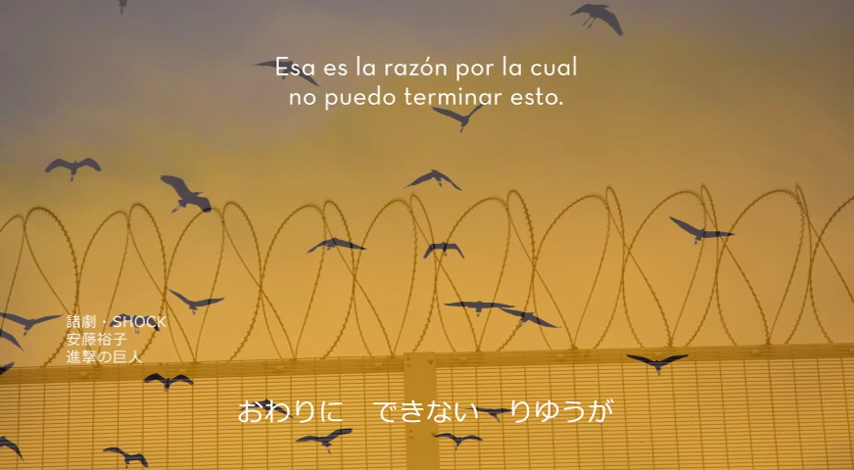 Esa es la razón por la cual
no puedo terminar esto.
諸劇・SHOCK
安藤裕子
進撃の巨人
おわりに できない りゆうが